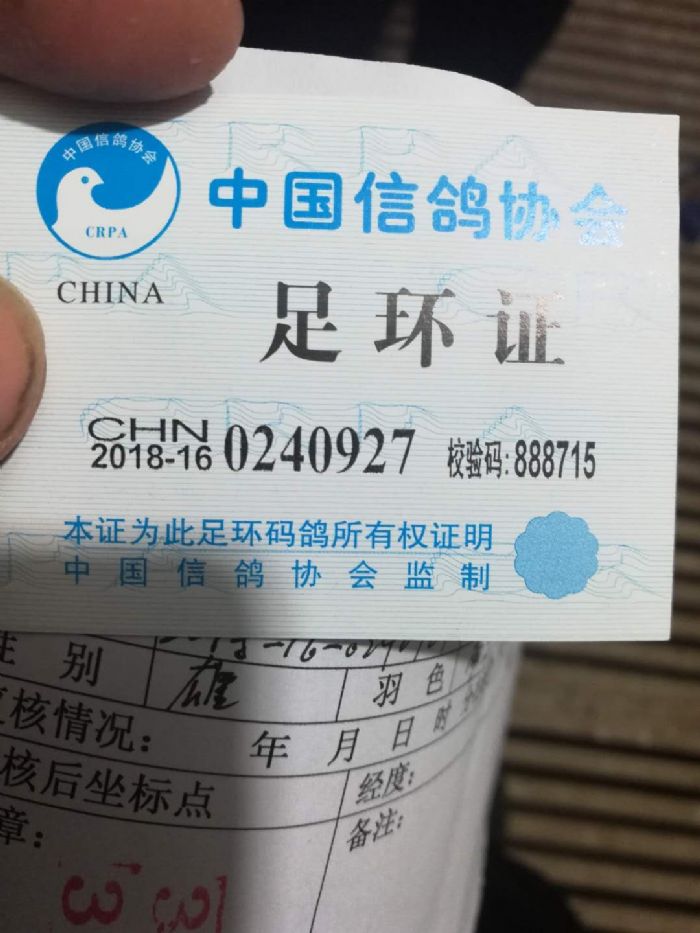 中国信鸽协会
CRPA
CHINA
中国信鸽协会
足环证
CHN
2018-16 0240927 校验码:888715
本证为此足环码鸽所有权证明
中国信鸽协会监制
性别 雄 羽色
复核情况: 年 月 日 时
核后坐标点 经度:
章: 备注: